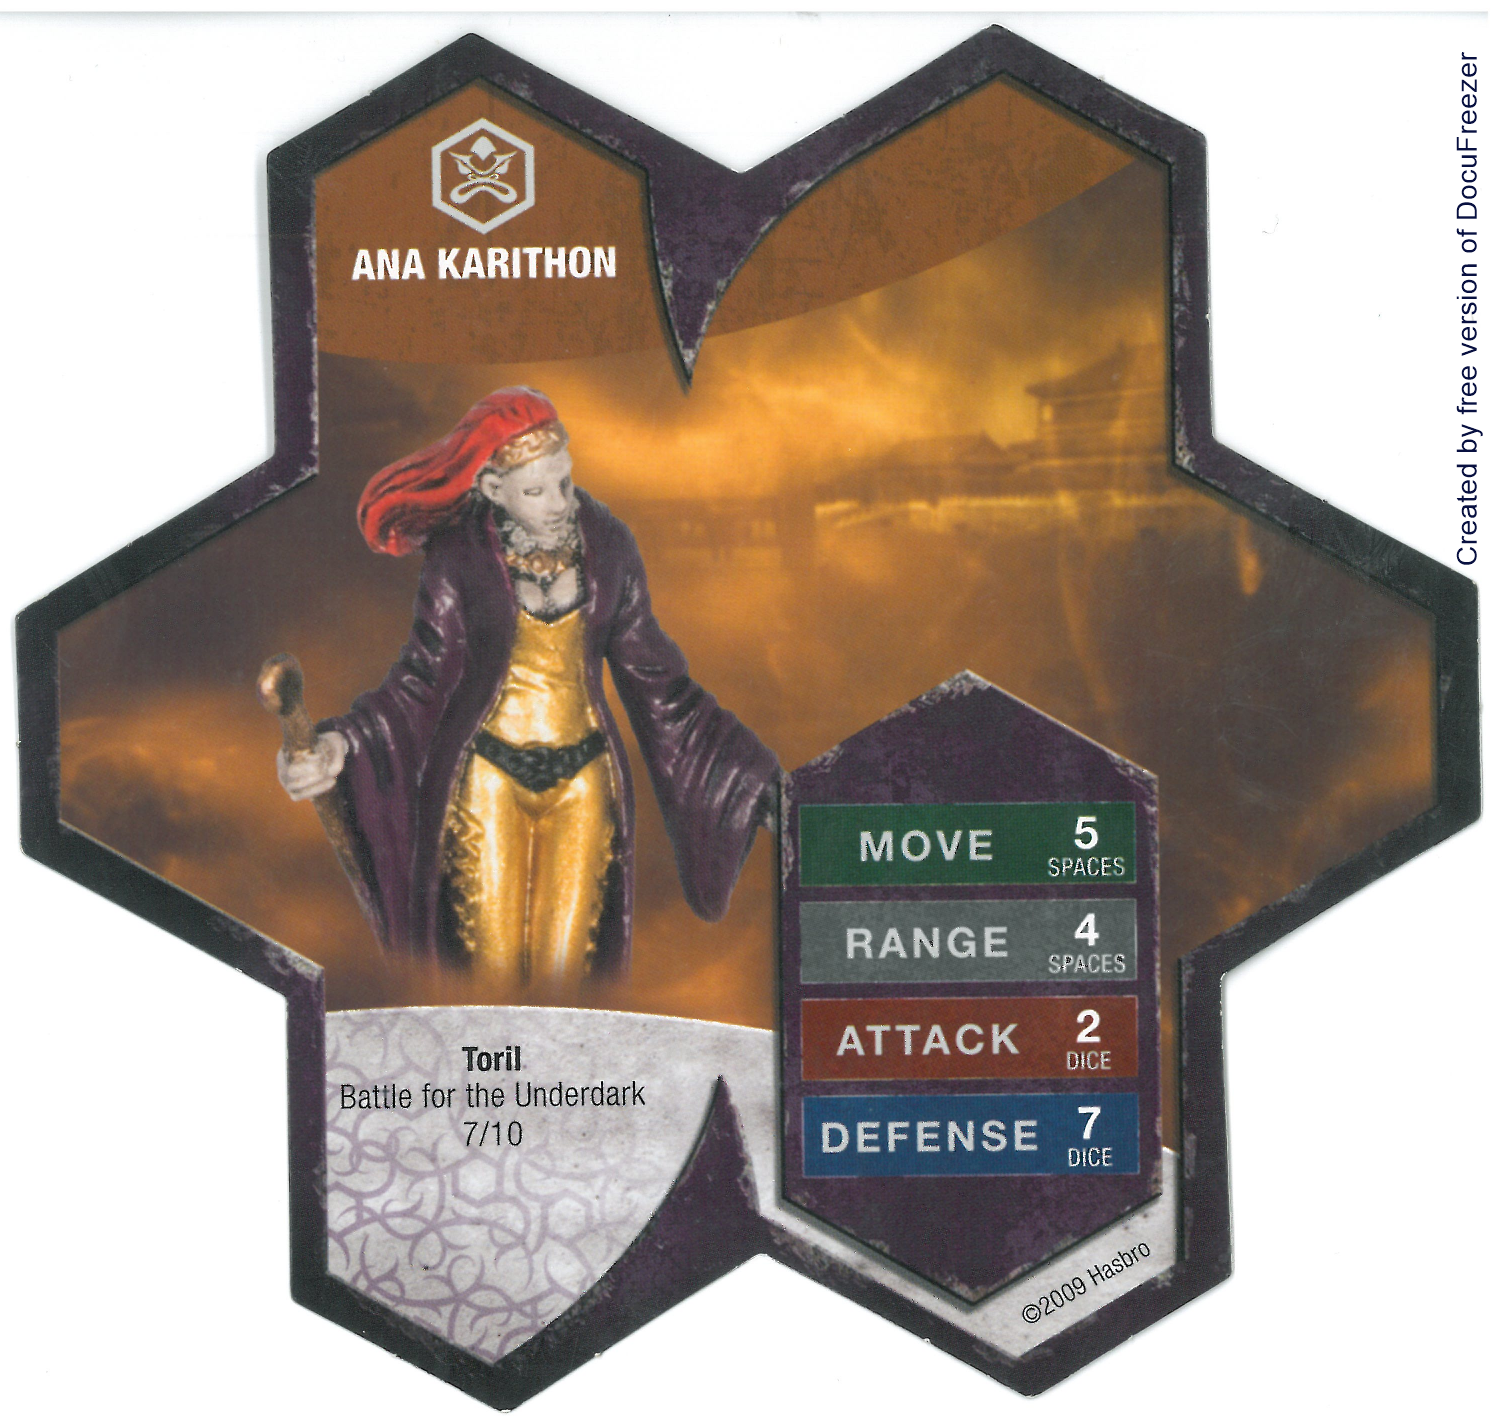 ANA KARITHON
MOVE 5 SPACES
RANGE 4 SPACES
ATTACK 2 DICE
DEFENSE 7 DICE
Toril
Battle for the Underdark
7/10
©2009 Hasbro
Created by free version of DocuFreezer